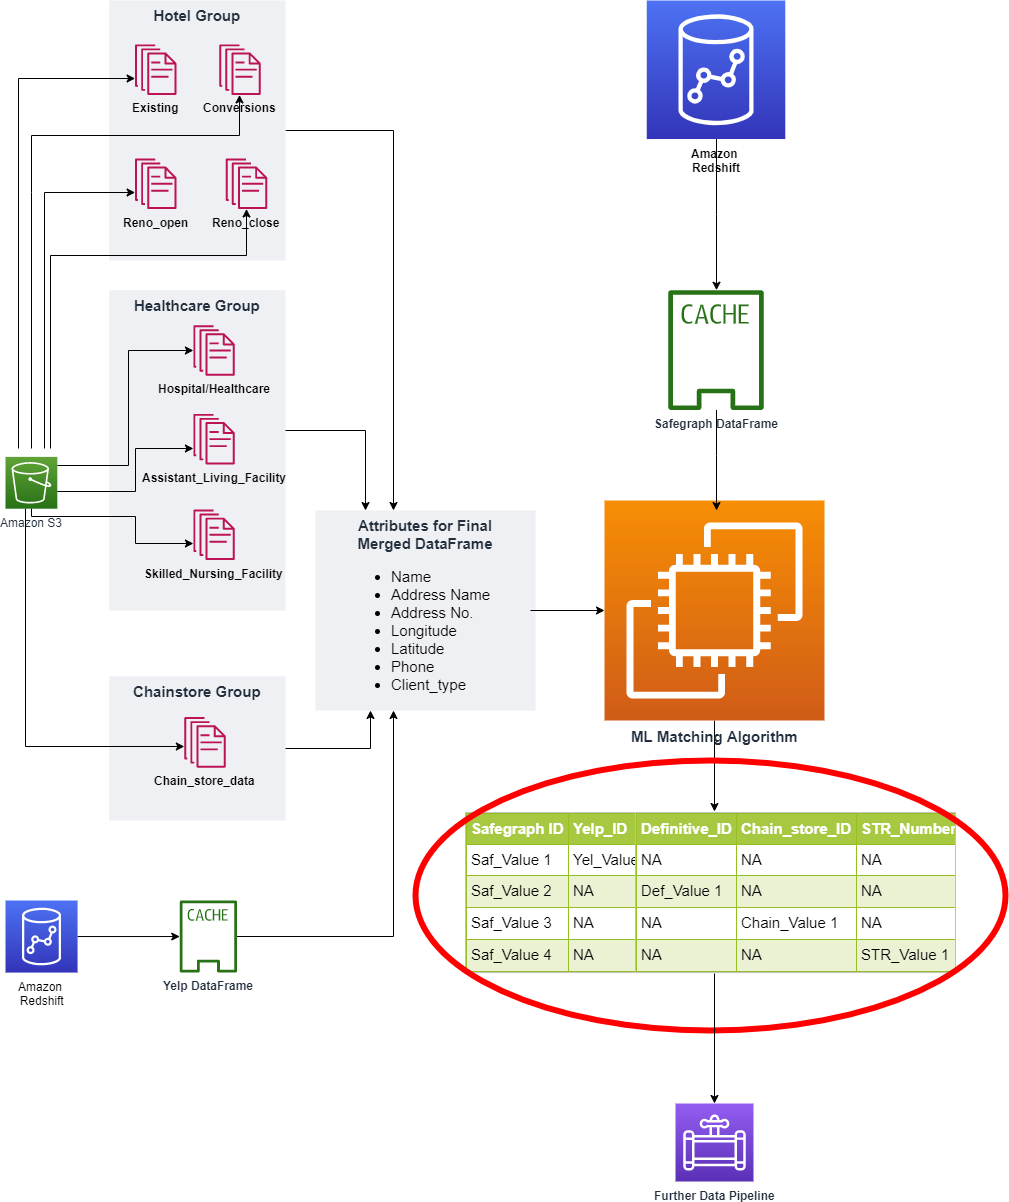 Hotel Group
Existing
Conversions
Reno_open
Reno_close
Healthcare Group
Hospital/Healthcare
Assistant_Living_Facility
Skilled_Nursing_Facility
Amazon S3
Chainstore Group
Chain_store_data
Amazon
Redshift
CACHE
Yelp DataFrame
Attributes for Final
Merged DataFrame
• Name
• Address Name
• Address No.
• Longitude
• Latitude
• Phone
• Client_type
Amazon
Redshift
CACHE
Safegraph DataFrame
ML Matching Algorithm
Safegraph ID Yelp_ID Definitive_ID Chain_store_ID STR_Number
Saf_Value 1 Yel_Value NA NA NA
Saf_Value 2 NA Def_Value 1 NA NA
Saf_Value 3 NA NA Chain_Value 1 NA
Saf_Value 4 NA NA NA STR_Value 1
Further Data Pipeline